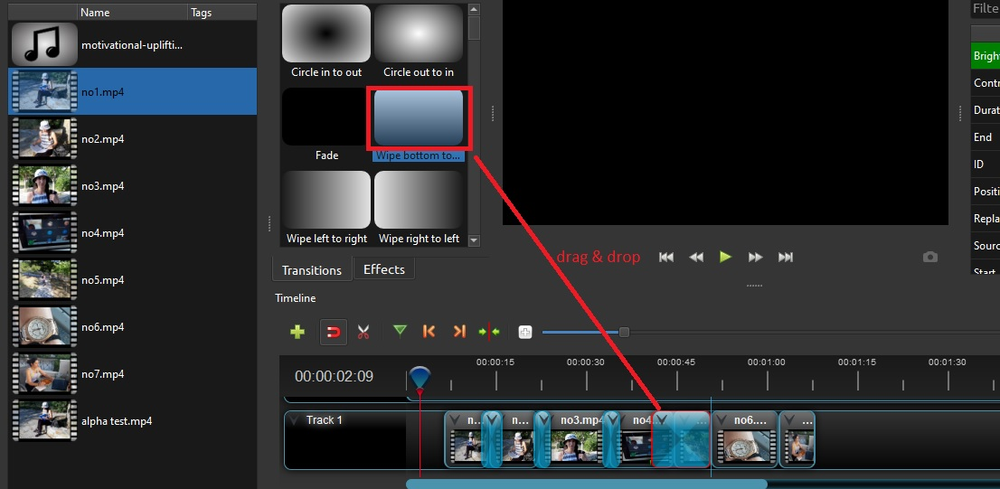 Name Tags
motivational-uplifti...
no1.mp4
no2.mp4
no3.mp4
no4.mp4
no5.mp4
no6.mp4
no7.mp4
alpha test.mp4
Circle in to out Circle out to in
Fade Wipe bottom to...
Wipe left to right Wipe right to left
Transitions Effects
drag & drop
Filte
Brigh
Contr
Durat
End
ID
Positi
Repla
Sourc
Start
Timeline
00:00:02:09
00:00:15 00:00:30 00:00:45 00:01:00 00:01:15 00:01:30
Track 1
n... n... no3.mp4 no4. no6.... ...